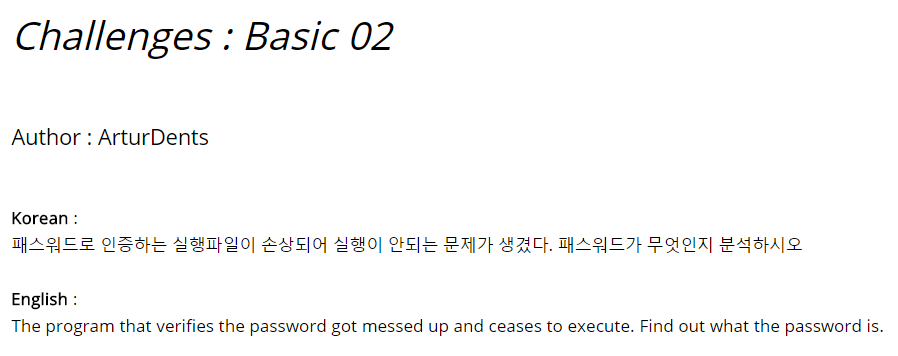 Challenges : Basic 02
Author : ArturDents
Korean :
패스워드로 인증하는 실행파일이 손상되어 실행이 안되는 문제가 생겼다. 패스워드가 무엇인지 분석하시오
English :
The program that verifies the password got messed up and ceases to execute. Find out what the password is.